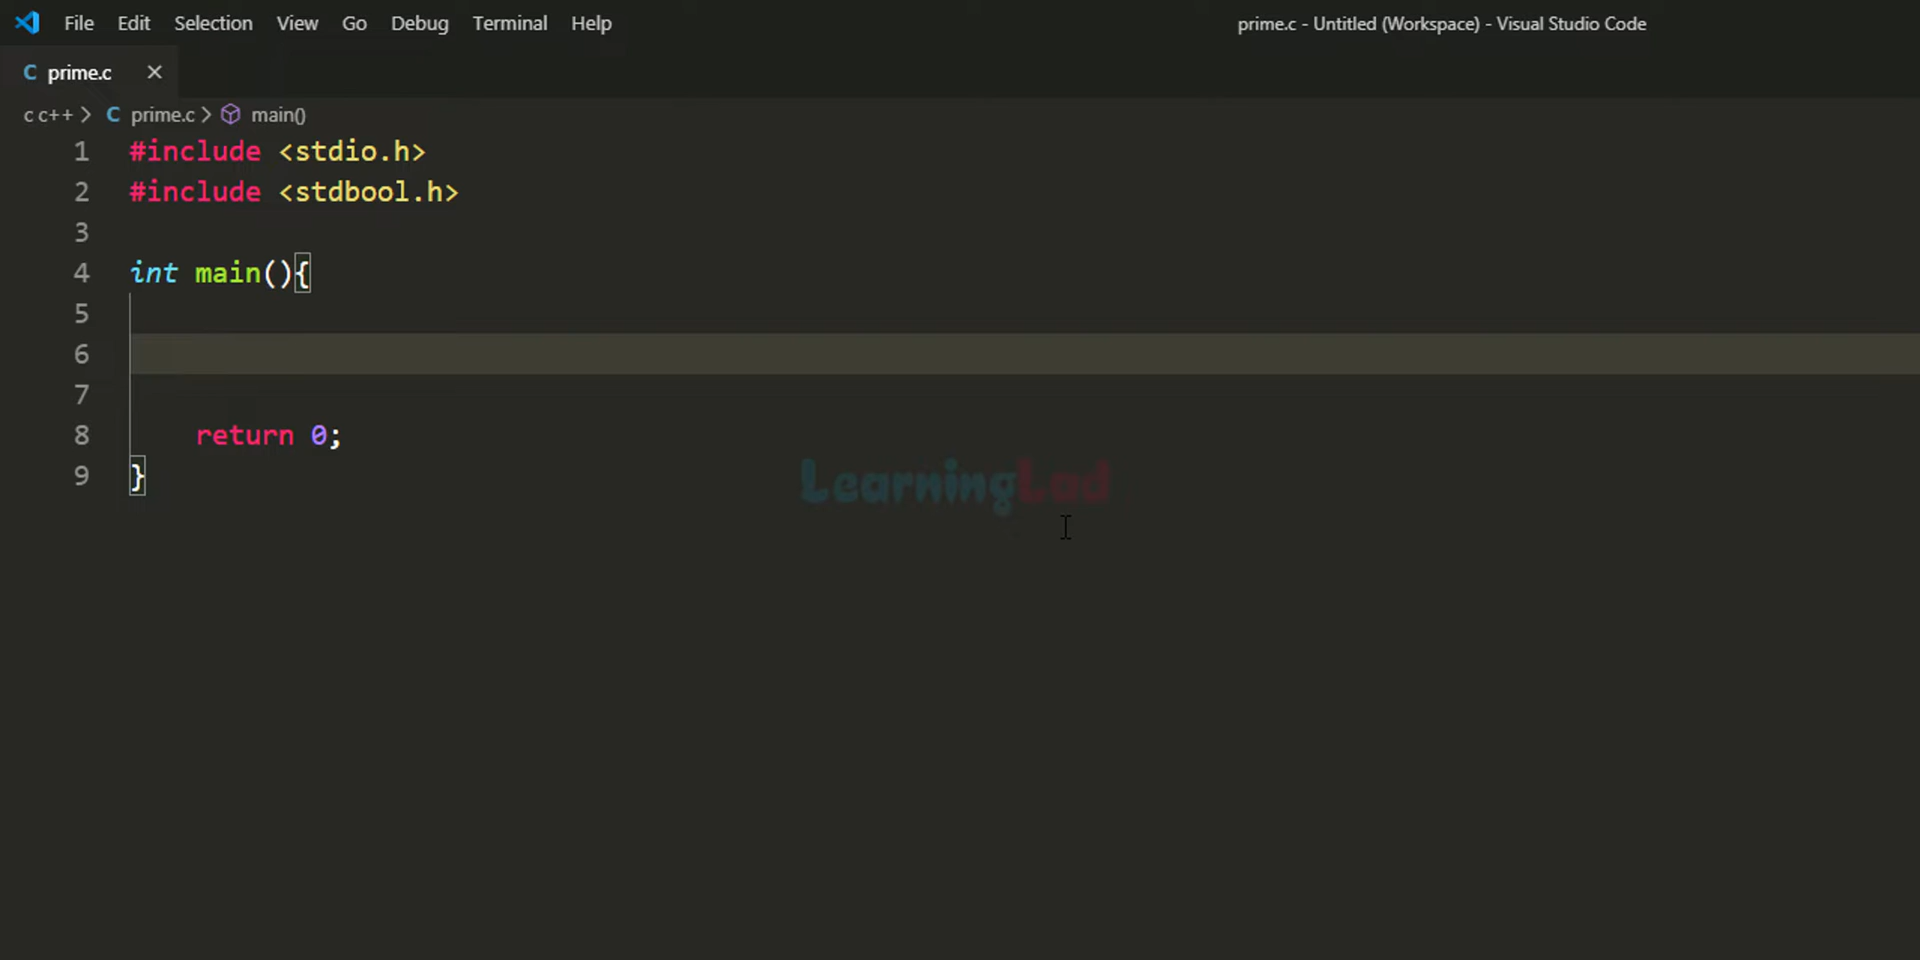 File Edit Selection View Go Debug Terminal Help prime.c - Untitled (Workspace) - Visual Studio Code
C prime.c ×
c c++ > C prime.c > main()
1 #include <stdio.h>
2 #include <stdbool.h>
3
4 int main(){
5
6
7
8     return 0;
9 }
LearningLad